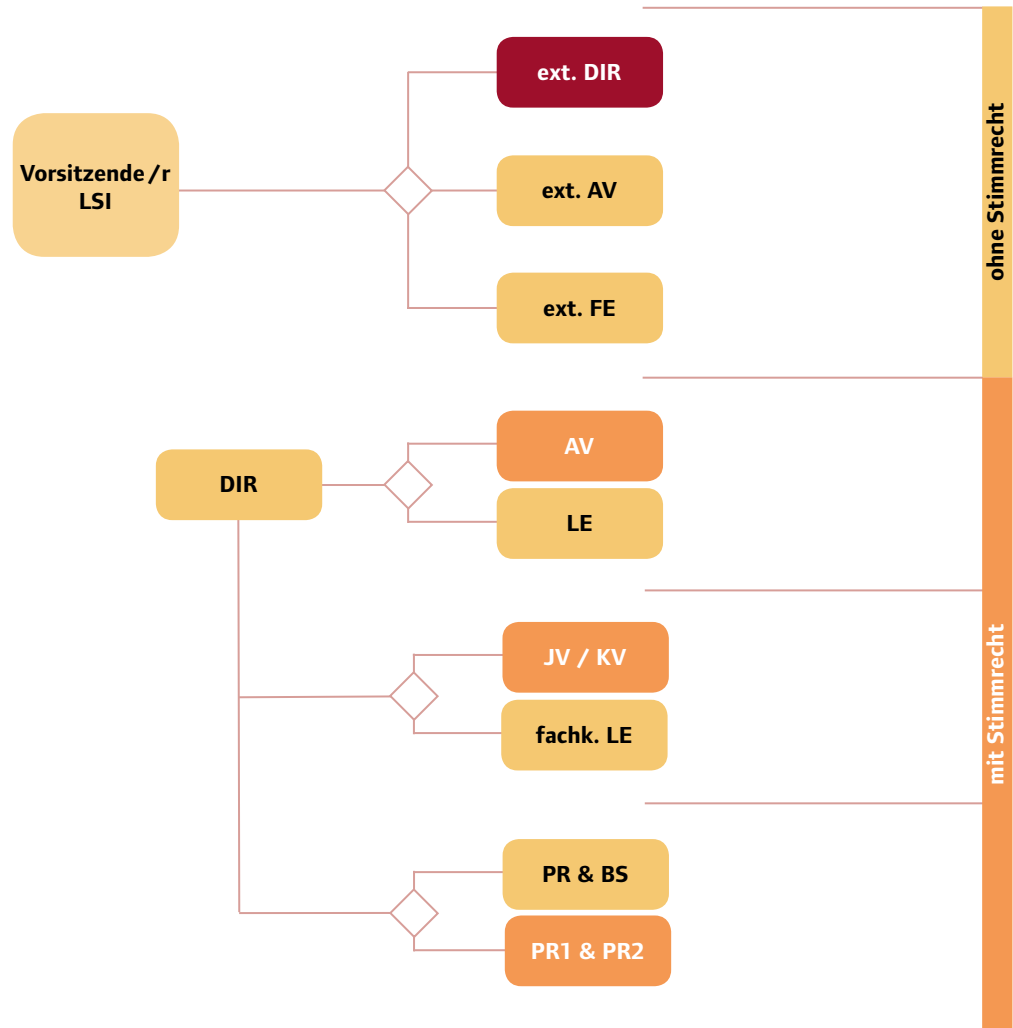 ext. DIR
Vorsitzende/r
LSI
ext. AV
ext. FE
ohne Stimmrecht
DIR
AV
LE
JV / KV
fachk. LE
mit Stimmrecht
PR & BS
PR1 & PR2